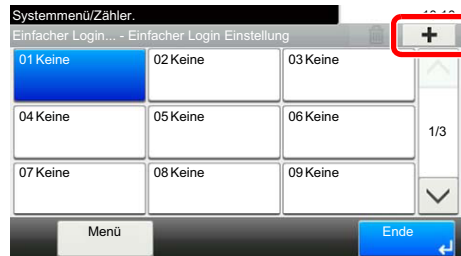 Systemmenü/Zähler.
Einfacher Login... - Einfacher Login Einstellung
01 Keine 02 Keine 03 Keine
04 Keine 05 Keine 06 Keine
1/3
07 Keine 08 Keine 09 Keine
Menü Ende